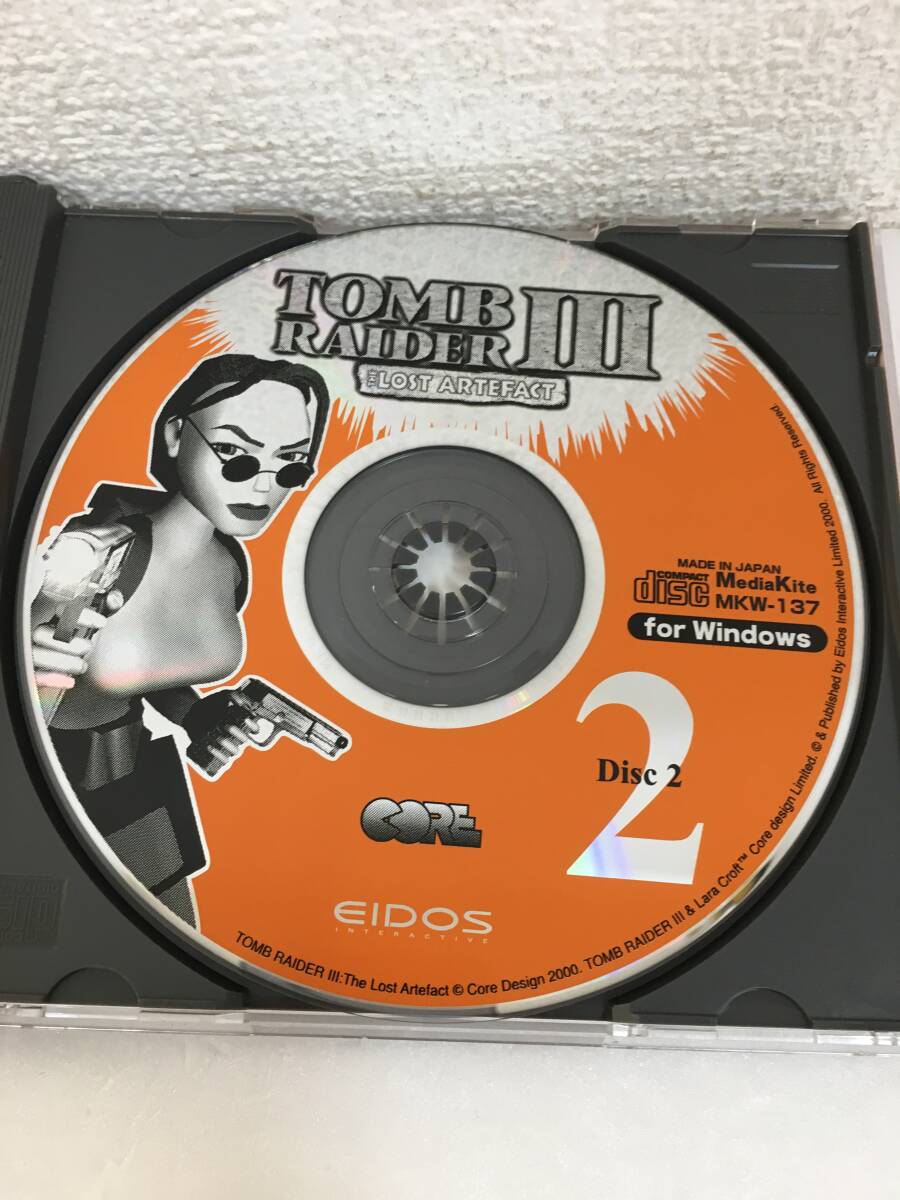 TOMB
RAIDER III
THE LOST ARTEFACT
MADE IN JAPAN
COMPACT
disc
MediaKite
MKW-137
for Windows
2
Disc 2
CORE
EIDOS
INTERACTIVE
TOMB RAIDER III:The Lost Artefact © Core Design 2000. TOMB RAIDER III & Lara Croft™ Core design Limited. © & Published by Eidos Interactive Limited 2000. All Rights Reserved.